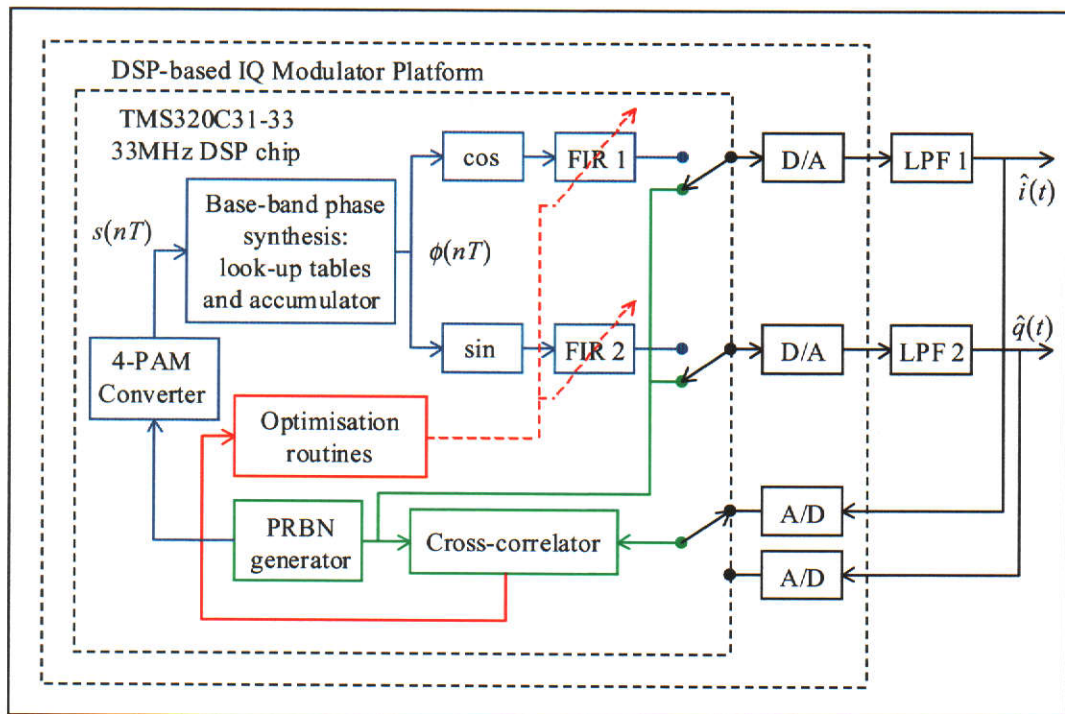 DSP-based IQ Modulator Platform
TMS320C31-33
33MHz DSP chip
cos
FIR 1
D/A
LPF 1
î(t)
s(nT)
Base-band phase
synthesis:
look-up tables
and accumulator
ϕ(nT)
sin
FIR 2
D/A
LPF 2
q̂(t)
4-PAM
Converter
Optimisation
routines
PRBN
generator
Cross-correlator
A/D
A/D